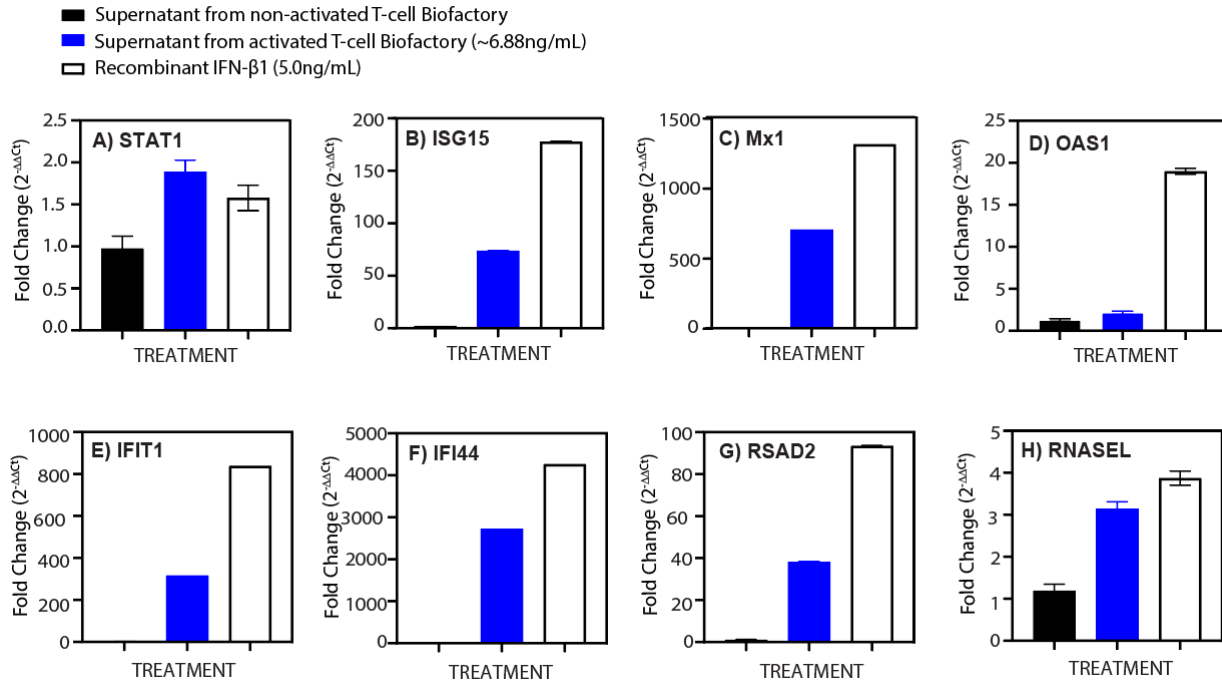 Supernatant from non-activated T-cell Biofactory
Supernatant from activated T-cell Biofactory (~6.88ng/mL)
Recombinant IFN-β1 (5.0ng/mL)
A) STAT1
Fold Change (2^-ΔΔCt)
2.5
2.0
1.5
1.0
0.5
0.0
TREATMENT
B) ISG15
Fold Change (2^-ΔΔCt)
200
150
100
50
0
TREATMENT
C) Mx1
Fold Change (2^-ΔΔCt)
1500
1000
500
0
TREATMENT
D) OAS1
Fold Change (2^-ΔΔCt)
25
20
15
10
5
0
TREATMENT
E) IFIT1
Fold Change (2^-ΔΔCt)
1000
800
600
400
200
0
TREATMENT
F) IFI44
Fold Change (2^-ΔΔCt)
5000
4000
3000
2000
1000
0
TREATMENT
G) RSAD2
Fold Change (2^-ΔΔCt)
100
80
60
40
20
0
TREATMENT
H) RNASEL
Fold Change (2^-ΔΔCt)
5
4
3
2
1
0
TREATMENT